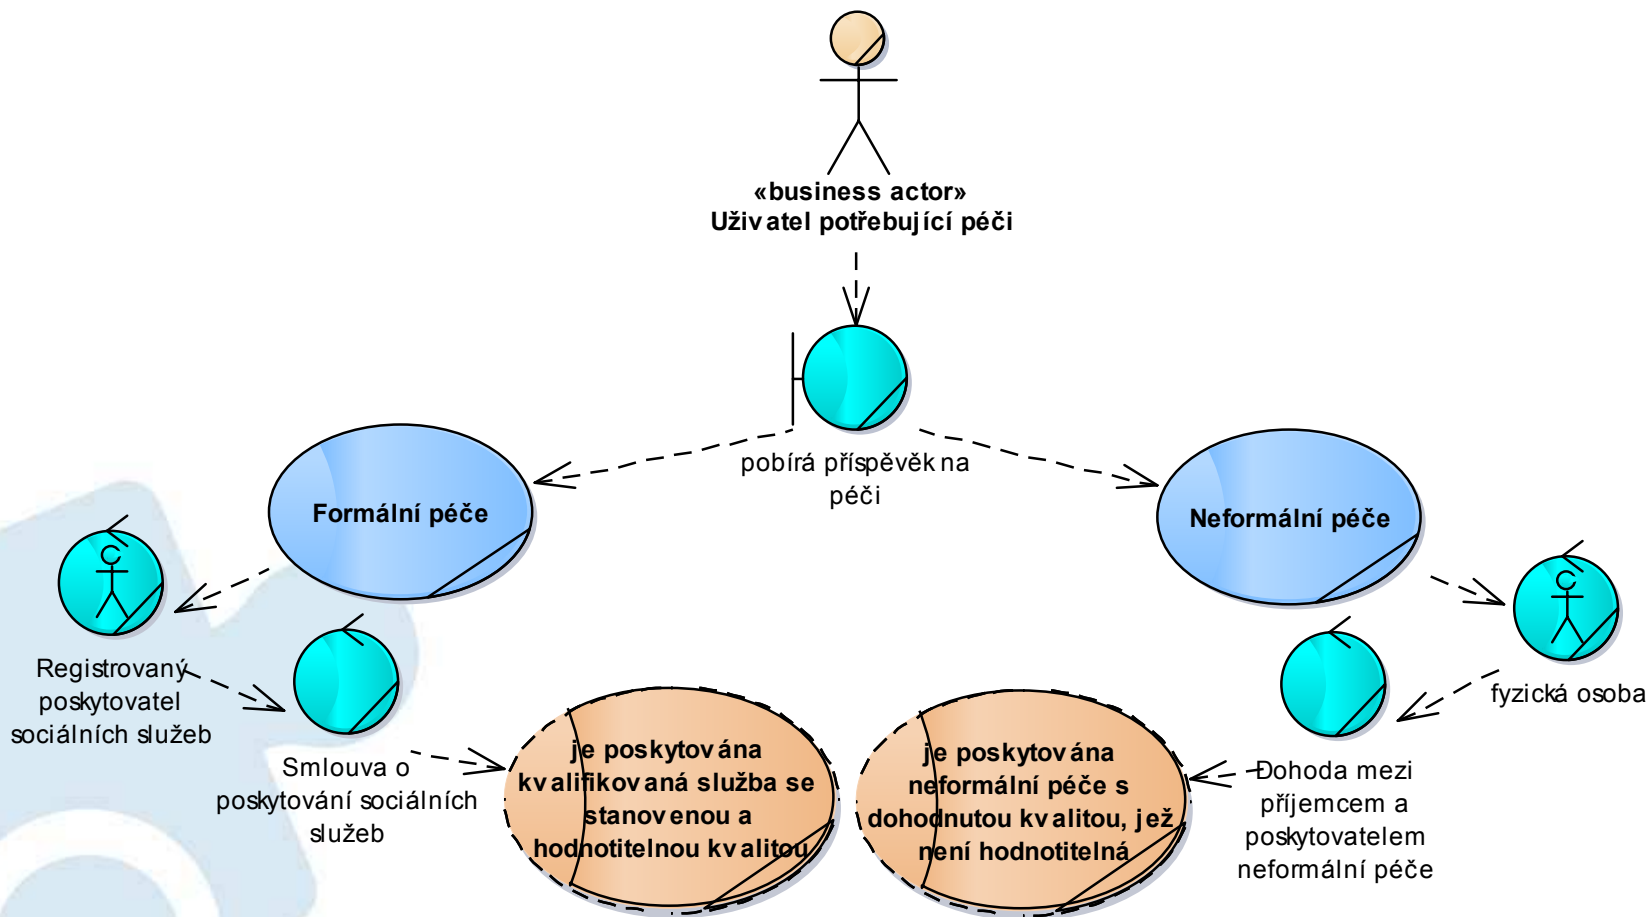 «business actor»
Uživatel potřebující péči
pobírá příspěvěk na
péči
Formální péče
Neformální péče
Registrovaný
poskytovatel
sociálních služeb
Smlouva o
poskytování sociálních
služeb
je poskytována
kvalifikovaná služba se
stanovenou a
hodnotitelnou kvalitou
je poskytována
neformální péče s
dohodnutou kvalitou, jež
není hodnotitelná
fyzická osoba
Dohoda mezi
příjemcem a
poskytovatelem
neformální péče